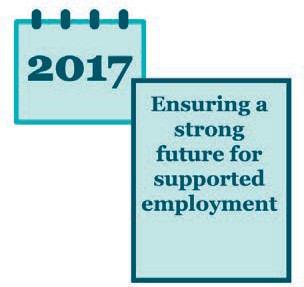 2017
Ensuring a
strong
future for
supported
employment